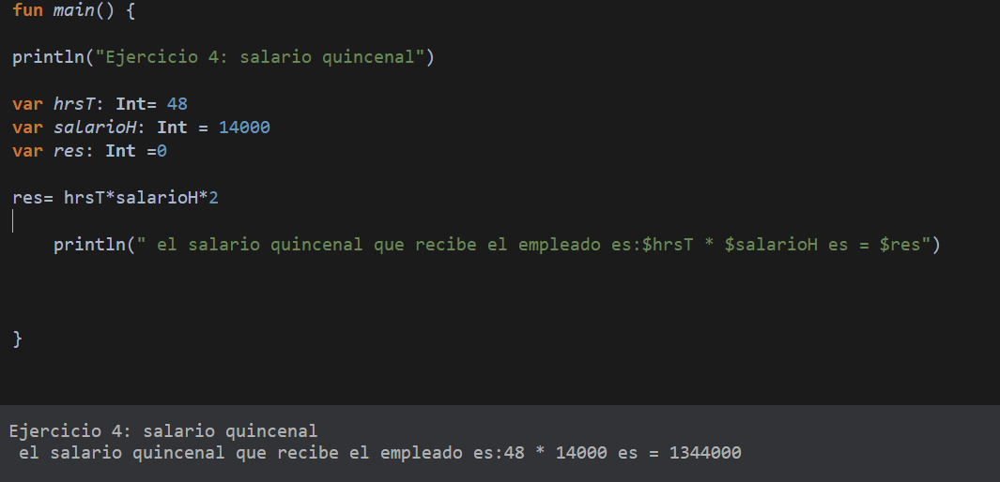 fun main() {
println("Ejercicio 4: salario quincenal")
var hrsT: Int= 48
var salarioH: Int = 14000
var res: Int =0
res= hrsT*salarioH*2
println(" el salario quincenal que recibe el empleado es:$hrsT * $salarioH es = $res")
}
Ejercicio 4: salario quincenal
el salario quincenal que recibe el empleado es:48 * 14000 es = 1344000